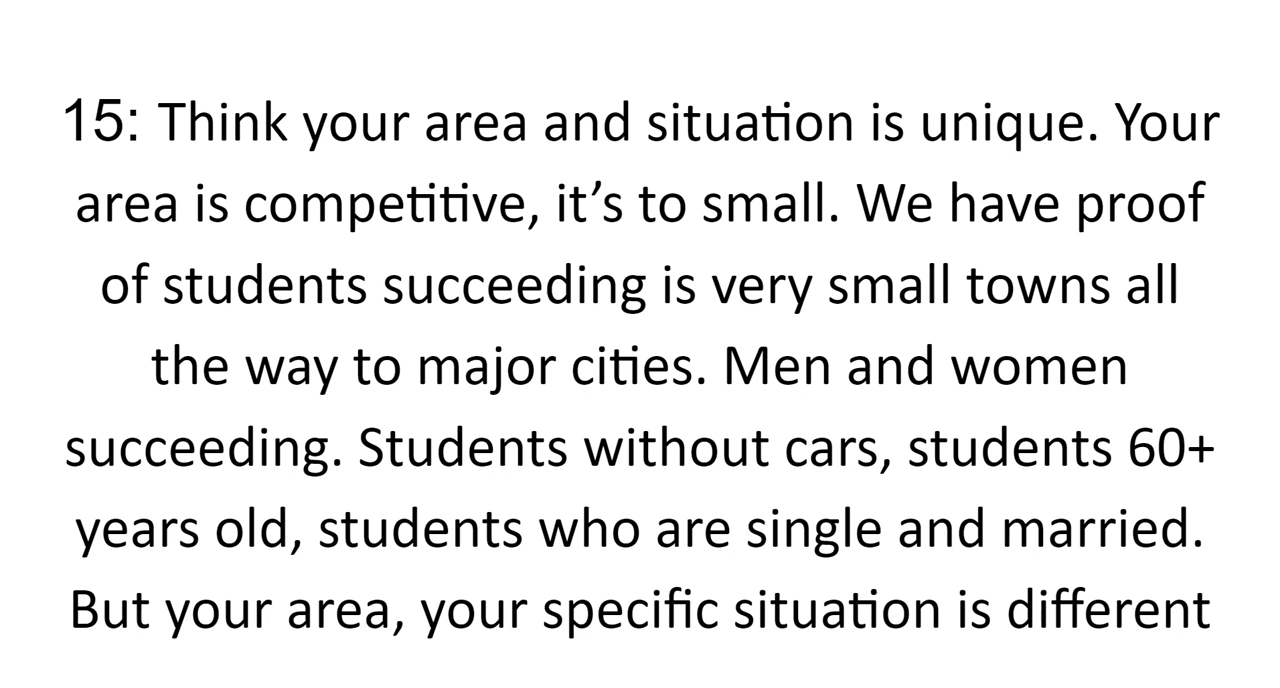 15: Think your area and situation is unique. Your
area is competitive, it’s to small. We have proof
of students succeeding is very small towns all
the way to major cities. Men and women
succeeding. Students without cars, students 60+
years old, students who are single and married.
But your area, your specific situation is different